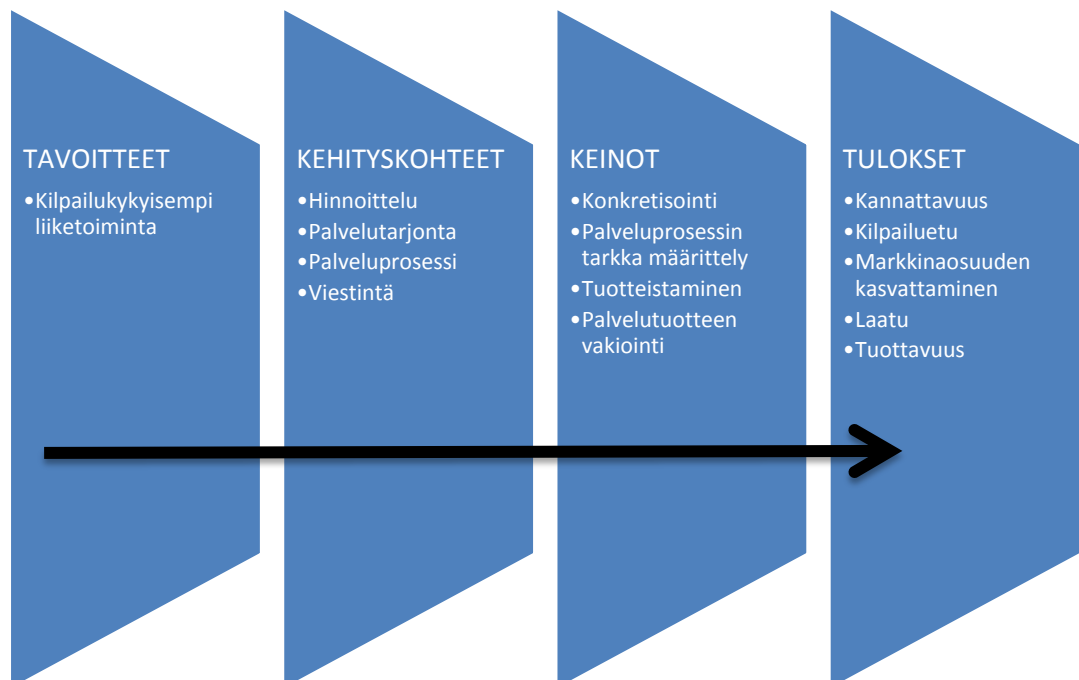 TAVOITTEET
•Kilpailukykyisempi
liiketoiminta
KEHITYSKOHTEET
•Hinnoittelu
•Palvelutarjonta
•Palveluprosessi
•Viestintä
KEINOT
•Konkretisointi
•Palveluprosessin
tarkka määrittely
•Tuotteistaminen
•Palvelutuotteen
vakiointi
TULOKSET
•Kannattavuus
•Kilpailuetu
•Markkinaosuuden
kasvattaminen
•Laatu
•Tuottavuus